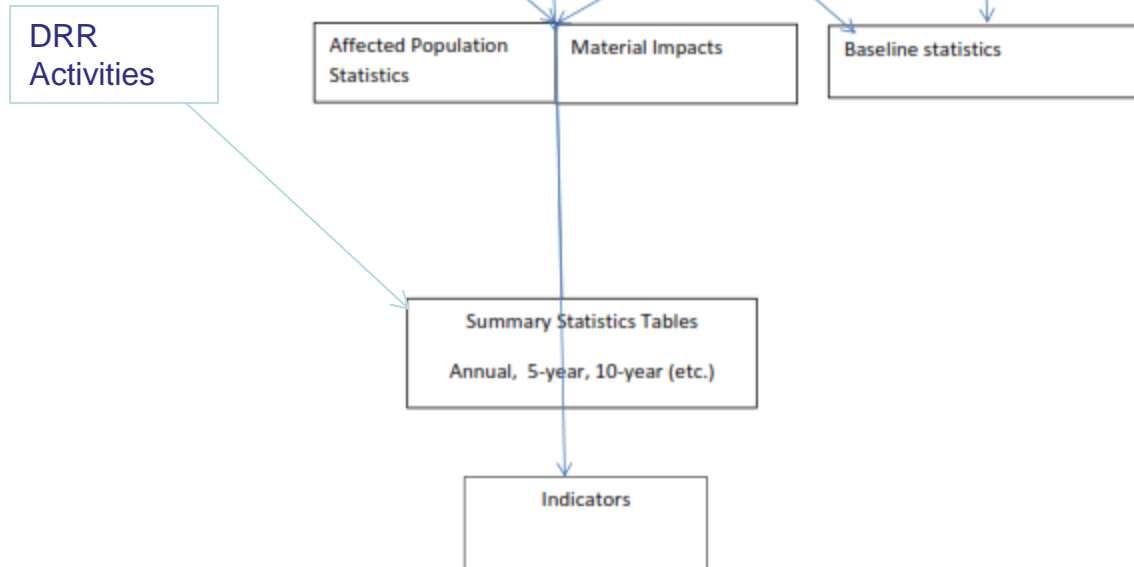 DRR
Activities
Affected Population
Statistics
Material Impacts
Baseline statistics
Summary Statistics Tables
Annual, 5-year, 10-year (etc.)
Indicators